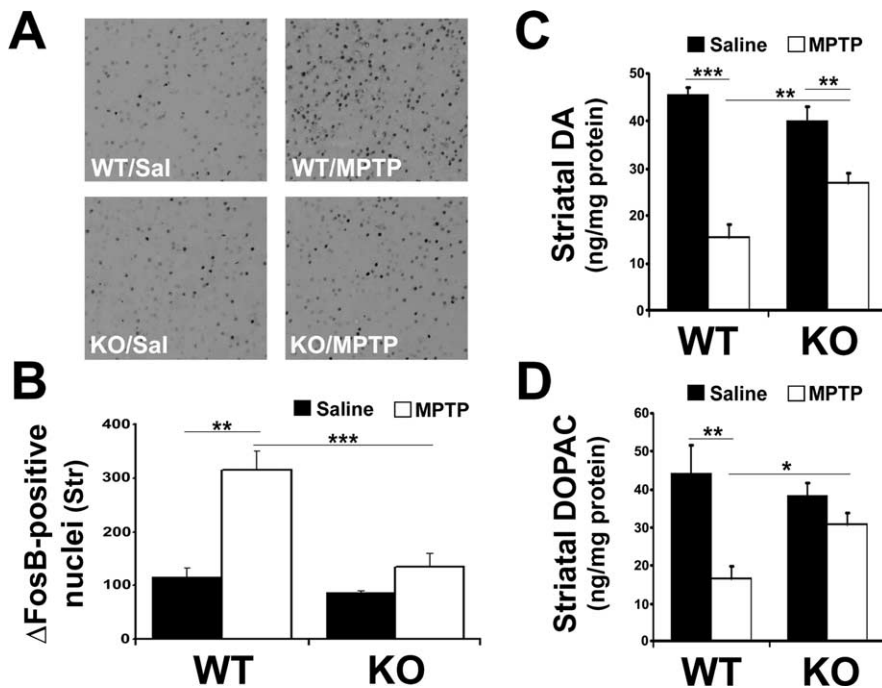 A
WT/Sal
WT/MPTP
KO/Sal
KO/MPTP
B
Saline MPTP
ΔFosB-positive
nuclei (Str)
400
300
200
100
0
**
***
WT KO
C
Saline MPTP
Striatal DA
(ng/mg protein)
50
40
30
20
10
0
***
**
**
WT KO
D
Saline MPTP
Striatal DOPAC
(ng/mg protein)
60
50
40
30
20
10
0
**
*
WT KO